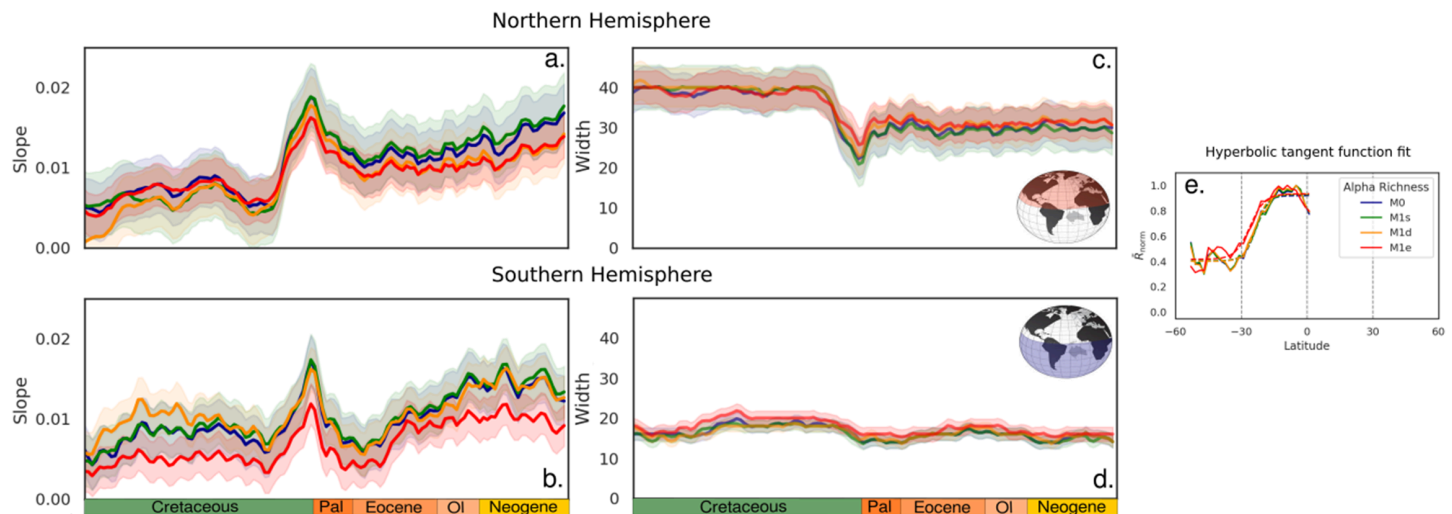 Northern Hemisphere
a.
Slope
0.02
0.01
0.00
c.
Width
40
30
20
10
0
Southern Hemisphere
b.
Slope
0.02
0.01
0.00
Cretaceous
Pal
Eocene
Ol
Neogene
d.
Width
40
30
20
10
0
Cretaceous
Pal
Eocene
Ol
Neogene
Hyperbolic tangent function fit
e.
R̄norm
1.0
0.8
0.6
0.4
0.2
0.0
Alpha Richness
M0
M1s
M1d
M1e
−60 −30 0 30 60
Latitude